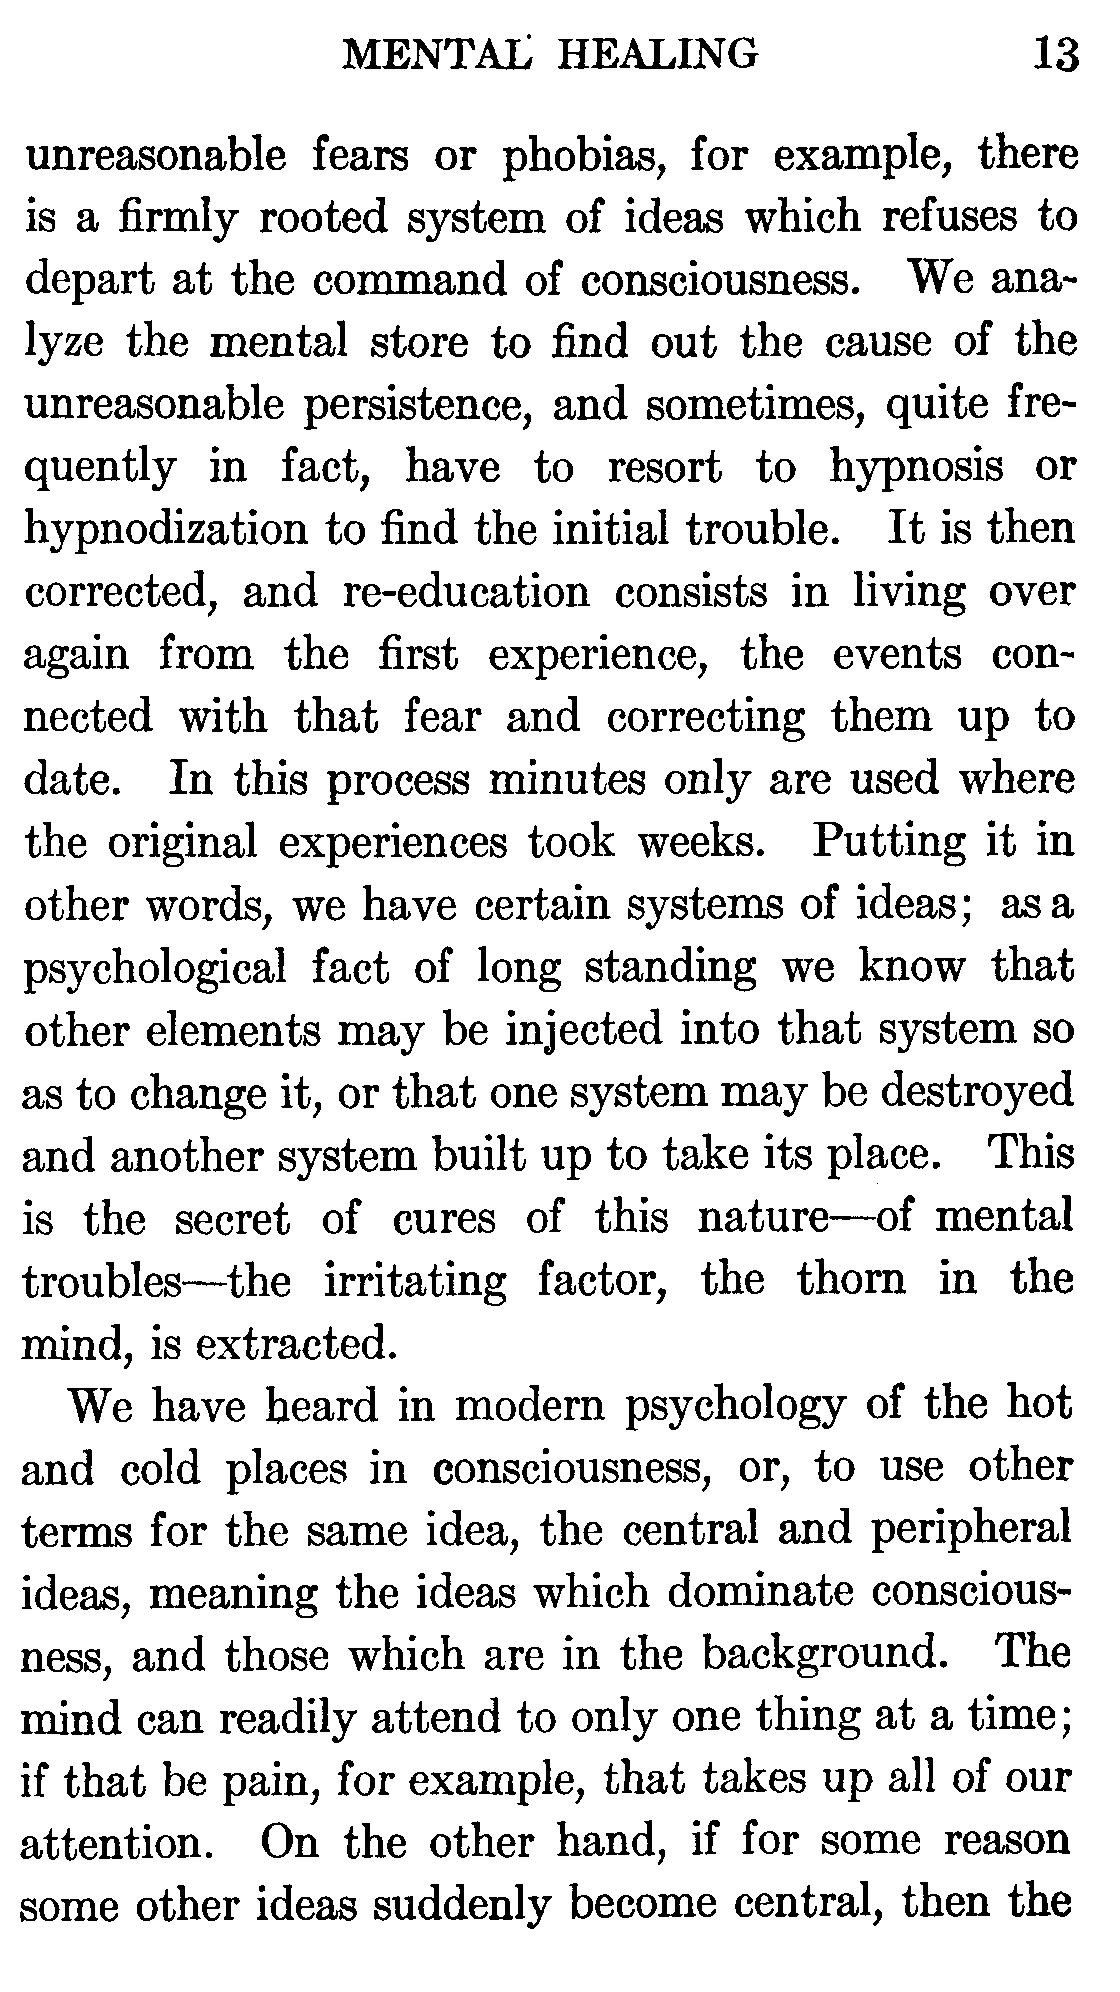 MENTAL HEALING 13
unreasonable fears or phobias, for example, there
is a firmly rooted system of ideas which refuses to
depart at the command of consciousness. We ana-
lyze the mental store to find out the cause of the
unreasonable persistence, and sometimes, quite fre-
quently in fact, have to resort to hypnosis or
hypnodization to find the initial trouble. It is then
corrected, and re-education consists in living over
again from the first experience, the events con-
nected with that fear and correcting them up to
date. In this process minutes only are used where
the original experiences took weeks. Putting it in
other words, we have certain systems of ideas; as a
psychological fact of long standing we know that
other elements may be injected into that system so
as to change it, or that one system may be destroyed
and another system built up to take its place. This
is the secret of cures of this nature—of mental
troubles—the irritating factor, the thorn in the
mind, is extracted.
We have heard in modern psychology of the hot
and cold places in consciousness, or, to use other
terms for the same idea, the central and peripheral
ideas, meaning the ideas which dominate conscious-
ness, and those which are in the background. The
mind can readily attend to only one thing at a time;
if that be pain, for example, that takes up all of our
attention. On the other hand, if for some reason
some other ideas suddenly become central, then the